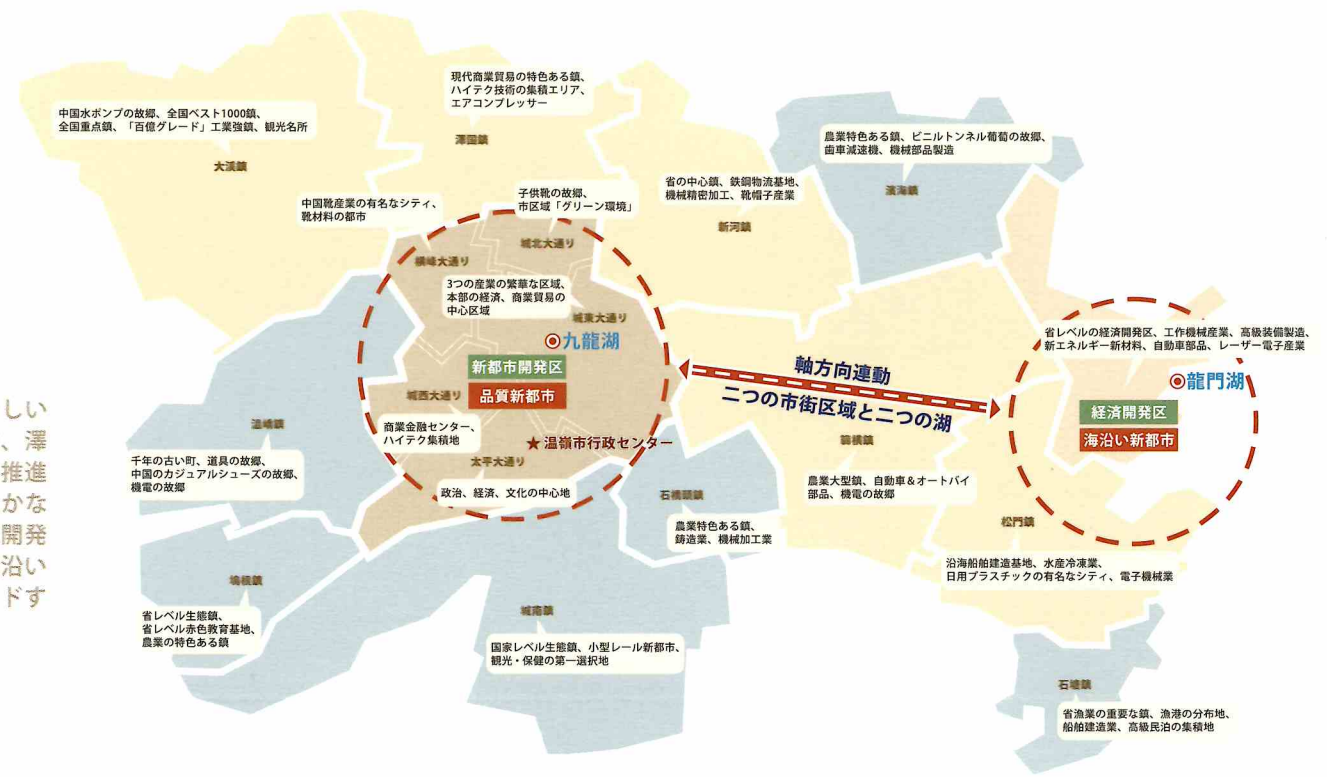 現代商業貿易の特色ある鎮、
ハイテク技術の集積エリア、
エアコンプレッサー
澤国鎮
中国水ポンプの故郷、全国ベスト1000鎮、
全国重点鎮、「百億グレード」工業強鎮、観光名所
大渓鎮
農業特色ある鎮、ビニルトンネル葡萄の故郷、
歯車減速機、機械部品製造
濱海鎮
省の中心鎮、鉄鋼物流基地、
機械精密加工、靴帽子産業
新河鎮
子供靴の故郷、
市区域「グリーン環境」
城北大通り
中国靴産業の有名なシティ、
靴材料の都市
横峰大通り
3つの産業の繁華な区域、
本部の経済、商業貿易の
中心区域
城東大通り
九龍湖
新都市開発区
品質新都市
城西大通り
商業金融センター、
ハイテク集積地
★温嶺市行政センター
太平大通り
政治、経済、文化の中心地
軸方向連動
二つの市街区域と二つの湖
省レベルの経済開発区、工作機械産業、高級装備製造、
新エネルギー新材料、自動車部品、レーザー電子産業
龍門湖
経済開発区
海沿い新都市
しい
、澤
推進
かな
開発
沿い
ドす
温嶠鎮
千年の古い町、道具の故郷、
中国のカジュアルシューズの故郷、
機電の故郷
箬横鎮
農業大型鎮、自動車＆オートバイ
部品、機電の故郷
石橋頭鎮
農業特色ある鎮、
鋳造業、機械加工業
松門鎮
沿海船舶建造基地、水産冷凍業、
日用プラスチックの有名なシティ、電子機械業
塢根鎮
省レベル生態鎮、
省レベル赤色教育基地、
農業の特色ある鎮
城南鎮
国家レベル生態鎮、小型レール新都市、
観光・保健の第一選択地
石塘鎮
省漁業の重要な鎮、漁港の分布地、
船舶建造業、高級民泊の集積地